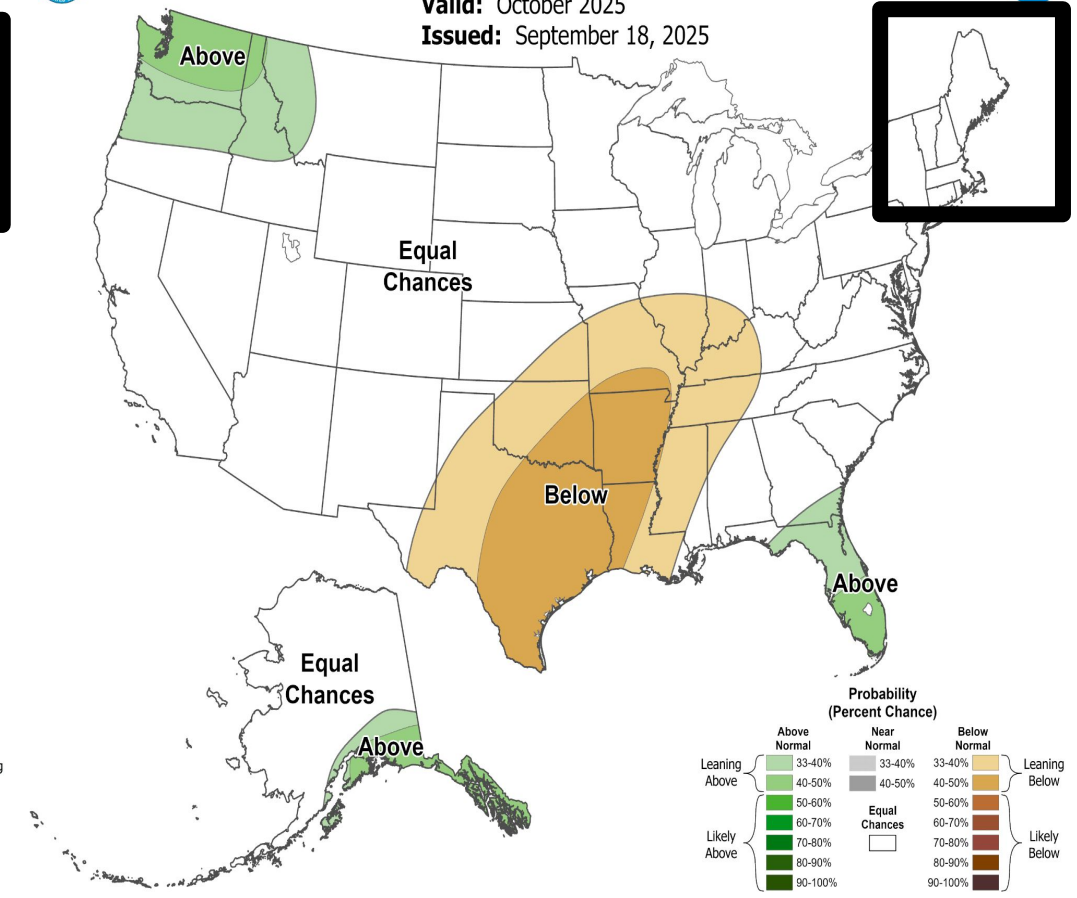 Valid: October 2025
Issued: September 18, 2025
Above
Equal
Chances
Below
Above
Equal
Chances
Above
g
Probability
(Percent Chance)
Above
Normal
Near
Normal
Below
Normal
Leaning
Above
33-40%
40-50%
33-40%
40-50%
33-40%
40-50%
Leaning
Below
Likely
Above
50-60%
60-70%
70-80%
80-90%
90-100%
Equal
Chances
50-60%
60-70%
70-80%
80-90%
90-100%
Likely
Below